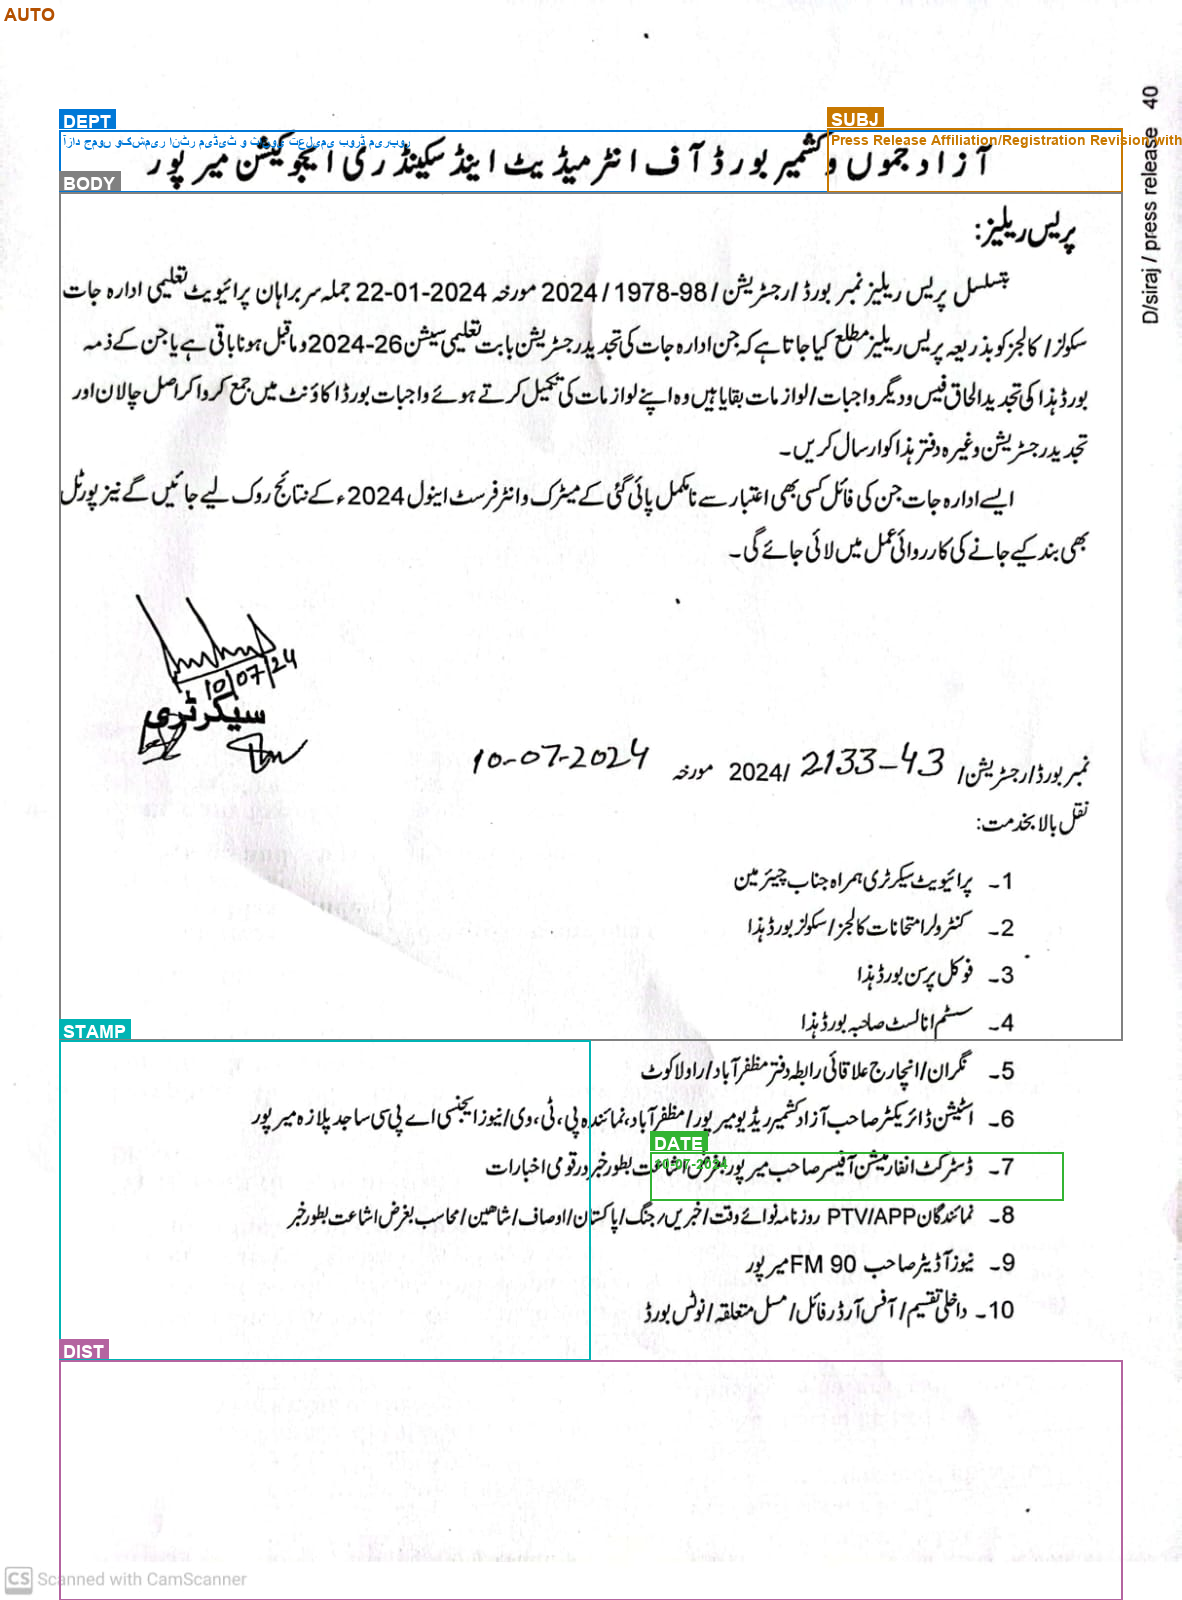 AUTO
DEPT
SUBJ
Press Release Affiliation/Registration Revision with
آزاد جموں وکشمیر بورڈ آف انٹرمیڈیٹ اینڈ سکینڈری ایجوکیشن میرپور
BODY
D/siraj / press release 40
پریس ریلیز:
بتسلسل پریس ریلیز نمبر بورڈ / رجسٹریشن / 98-1978 / 2024 مورخہ 22-01-2024 جملہ سربراہان پرائیویٹ تعلیمی ادارہ جات
سکولز / کالجز کو بذریعہ پریس ریلیز مطلع کیا جاتا ہے کہ جن ادارہ جات کی تجدید رجسٹریشن بابت تعلیمی سیشن 26-2024 و ماقبل ہونا باقی ہے یا جن کے ذمہ
بورڈ ہذا کی تجدید الحاق فیس و دیگر واجبات / لوازمات بقایا ہیں وہ اپنے لوازمات کی تکمیل کرتے ہوئے واجبات بورڈ اکاؤنٹ میں جمع کروا کر اصل چالان اور
تجدید رجسٹریشن وغیرہ دفتر ہذا کو ارسال کریں۔
ایسے ادارہ جات جن کی فائل کسی بھی اعتبار سے نامکمل پائی گئی کے میٹرک و انٹر فرسٹ اینول 2024ء کے نتائج روک لیے جائیں گے نیز پورٹل
بھی بند کیے جانے کی کارروائی عمل میں لائی جائے گی۔
10/07/24
سیکرٹری
نمبر بورڈ / رجسٹریشن / 2133-43 /2024 مورخہ 10-07-2024
نقل بالا بخدمت:
1۔ پرائیویٹ سیکرٹری ہمراہ جناب چیئرمین
2۔ کنٹرولر امتحانات کالجز / سکولز بورڈ ہذا
3۔ فوکل پرسن بورڈ ہذا
4۔ سسٹم انالسٹ صاحبہ بورڈ ہذا
STAMP
5۔ نگران / انچارج علاقائی رابطہ دفتر مظفرآباد / راولاکوٹ
6۔ اسٹیشن ڈائریکٹر صاحب آزاد کشمیر ریڈیو میرپور / مظفرآباد، نمائندہ پی، ٹی، وی / نیوز ایجنسی اے پی سی ساجد پلازہ میرپور
DATE
10-07-2024
7۔ ڈسٹرکٹ انفارمیشن آفیسر صاحب میرپور بغرض اشاعت بطور خبر در قومی اخبارات
8۔ نمائندگان PTV/APP روزنامہ نوائے وقت / خبریں / جنگ / پاکستان / اوصاف / شاھین / محاسب بغرض اشاعت بطور خبر
9۔ نیوز آڈیٹر صاحب FM 90 میرپور
10۔ داخلی تقسیم / آفس آرڈر فائل / مسل متعلقہ / نوٹس بورڈ
DIST
CS Scanned with CamScanner